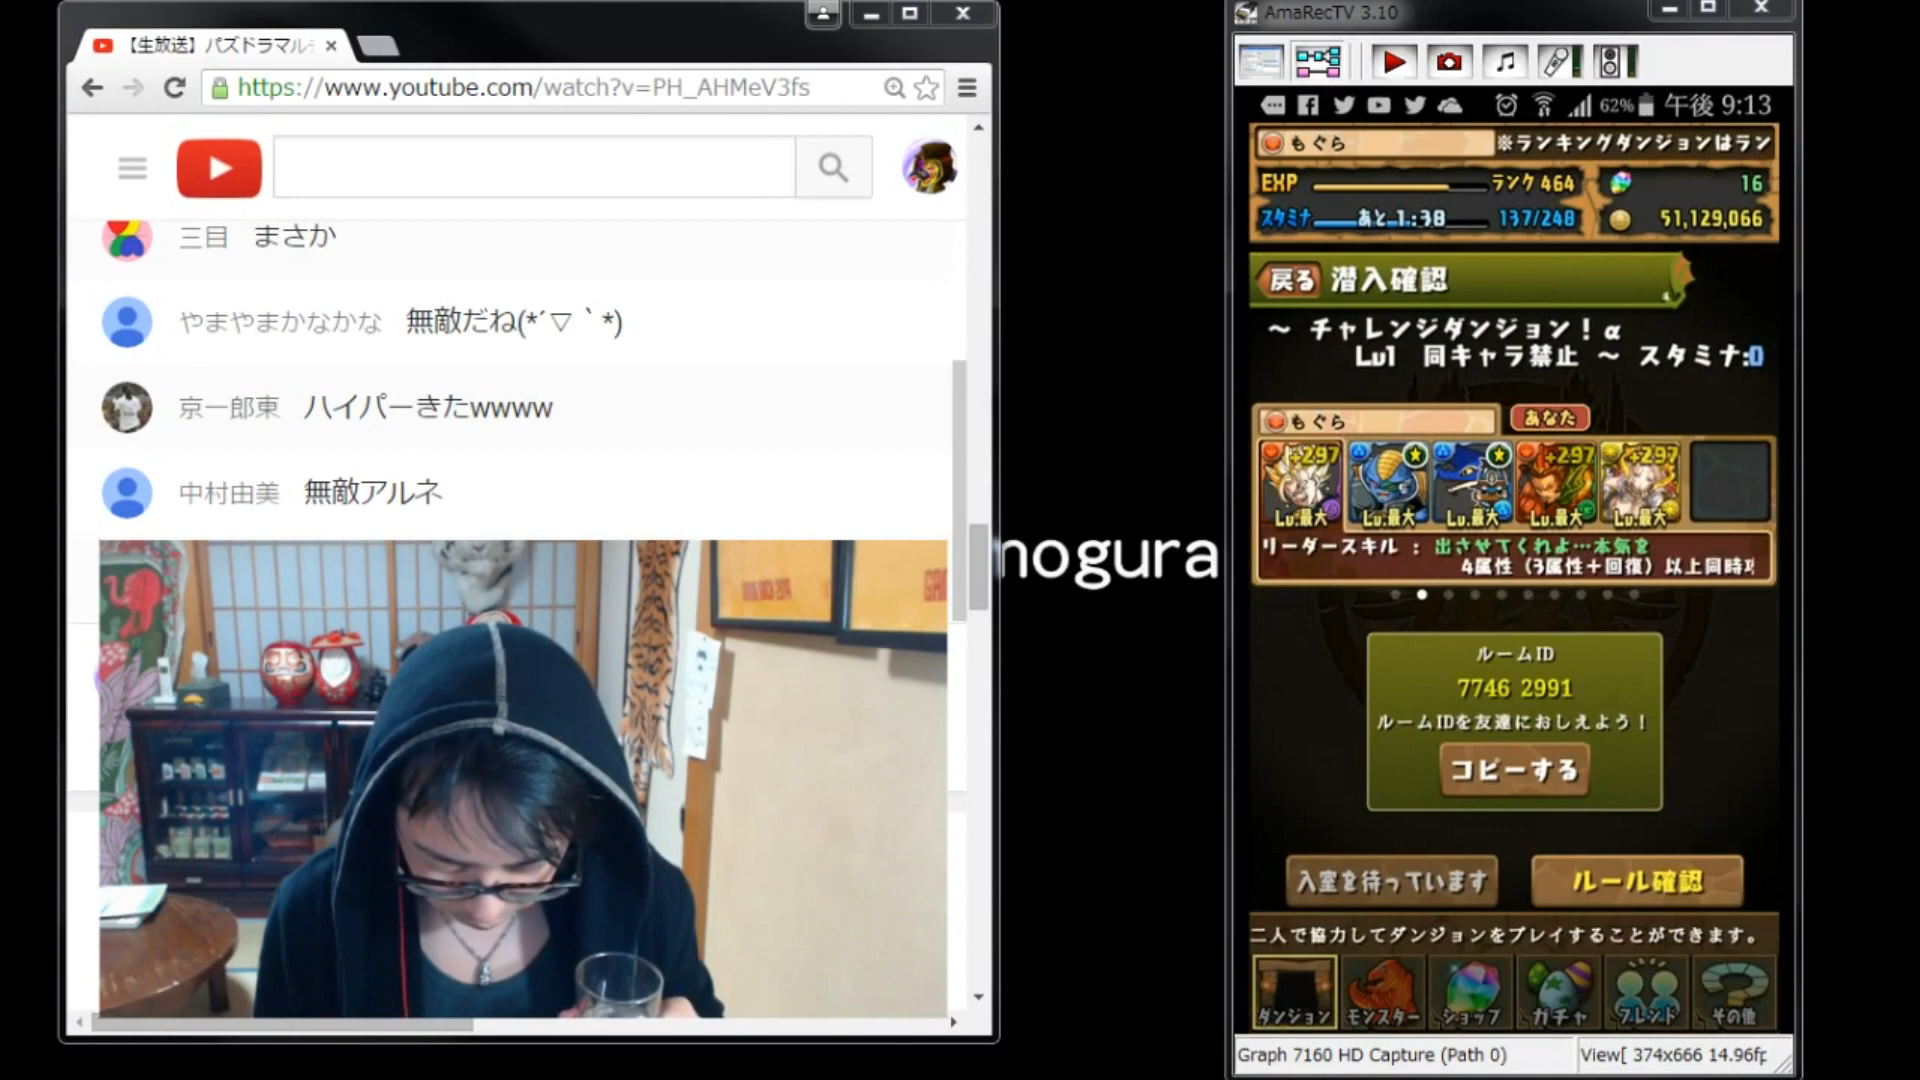 【生放送】パズドラマル
https://www.youtube.com/watch?v=PH_AHMeV3fs
三目 まさか
やまやまかなかな 無敵だね(*´▽｀*)
京一郎東 ハイパーきたwwww
中村由美 無敵アルネ
mogura
AmaRecTV 3.10
62% 午後 9:13
もぐら
※ランキングダンジョンはラン
EXP ランク 464 16
スタミナ あと 1:38 137/248 51,129,066
戻る 潜入確認
～ チャレンジダンジョン！α
Lv1 同キャラ禁止 ～ スタミナ:0
もぐら あなた
+297 +297 +297
Lv.最大 Lv.最大 Lv.最大 Lv.最大 Lv.最大
リーダースキル : 出させてくれよ…本気を
4属性（3属性＋回復）以上同時攻
ルームID
7746 2991
ルームIDを友達におしえよう！
コピーする
入室を待っています ルール確認
二人で協力してダンジョンをプレイすることができます。
ダンジョン モンスター ショップ ガチャ フレンド その他
Graph 7160 HD Capture (Path 0)
View[ 374x666 14.96fp